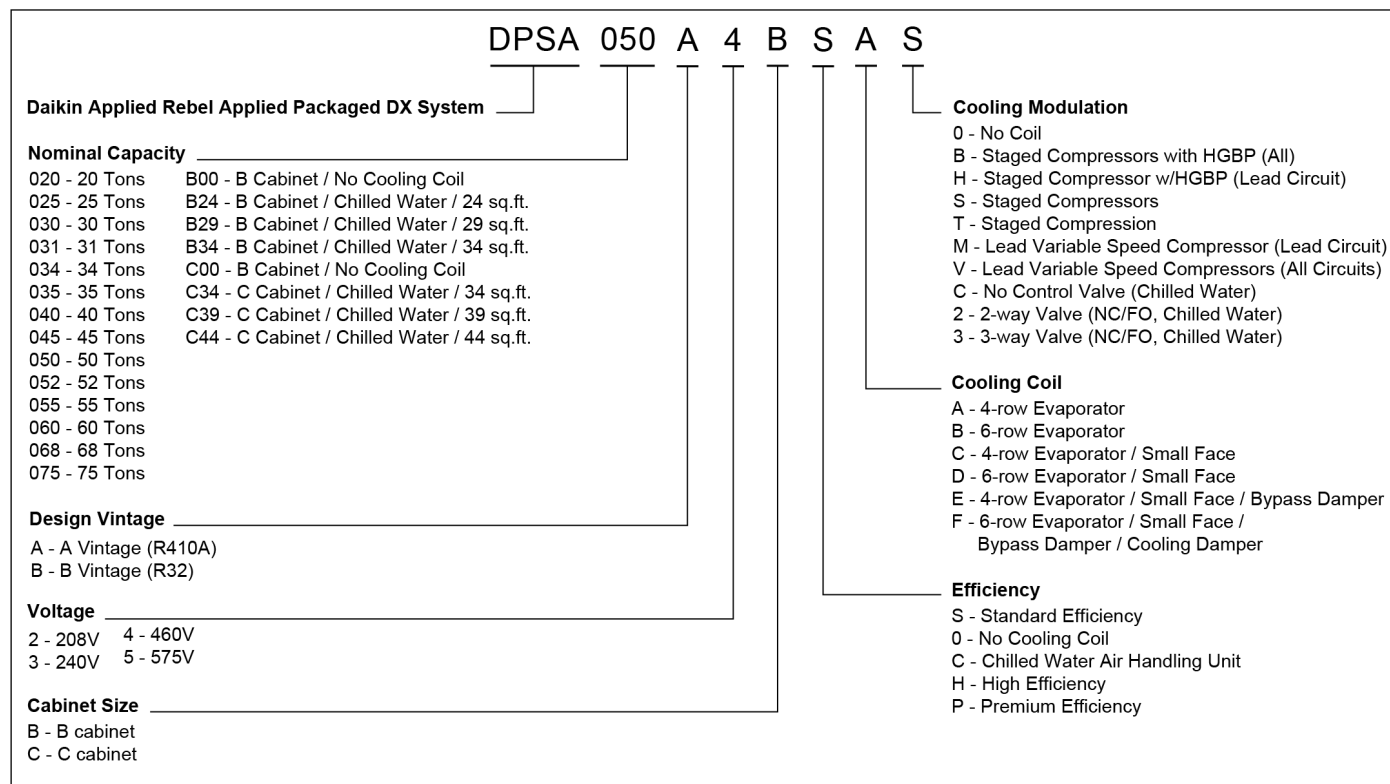 DPSA 050 A 4 B S A S
Daikin Applied Rebel Applied Packaged DX System
Nominal Capacity
020 - 20 Tons
025 - 25 Tons
030 - 30 Tons
031 - 31 Tons
034 - 34 Tons
035 - 35 Tons
040 - 40 Tons
045 - 45 Tons
050 - 50 Tons
052 - 52 Tons
055 - 55 Tons
060 - 60 Tons
068 - 68 Tons
075 - 75 Tons
B00 - B Cabinet / No Cooling Coil
B24 - B Cabinet / Chilled Water / 24 sq.ft.
B29 - B Cabinet / Chilled Water / 29 sq.ft.
B34 - B Cabinet / Chilled Water / 34 sq.ft.
C00 - B Cabinet / No Cooling Coil
C34 - C Cabinet / Chilled Water / 34 sq.ft.
C39 - C Cabinet / Chilled Water / 39 sq.ft.
C44 - C Cabinet / Chilled Water / 44 sq.ft.
Design Vintage
A - A Vintage (R410A)
B - B Vintage (R32)
Voltage
2 - 208V
3 - 240V
4 - 460V
5 - 575V
Cabinet Size
B - B cabinet
C - C cabinet
Cooling Modulation
0 - No Coil
B - Staged Compressors with HGBP (All)
H - Staged Compressor w/HGBP (Lead Circuit)
S - Staged Compressors
T - Staged Compression
M - Lead Variable Speed Compressor (Lead Circuit)
V - Lead Variable Speed Compressors (All Circuits)
C - No Control Valve (Chilled Water)
2 - 2-way Valve (NC/FO, Chilled Water)
3 - 3-way Valve (NC/FO, Chilled Water)
Cooling Coil
A - 4-row Evaporator
B - 6-row Evaporator
C - 4-row Evaporator / Small Face
D - 6-row Evaporator / Small Face
E - 4-row Evaporator / Small Face / Bypass Damper
F - 6-row Evaporator / Small Face /
Bypass Damper / Cooling Damper
Efficiency
S - Standard Efficiency
0 - No Cooling Coil
C - Chilled Water Air Handling Unit
H - High Efficiency
P - Premium Efficiency